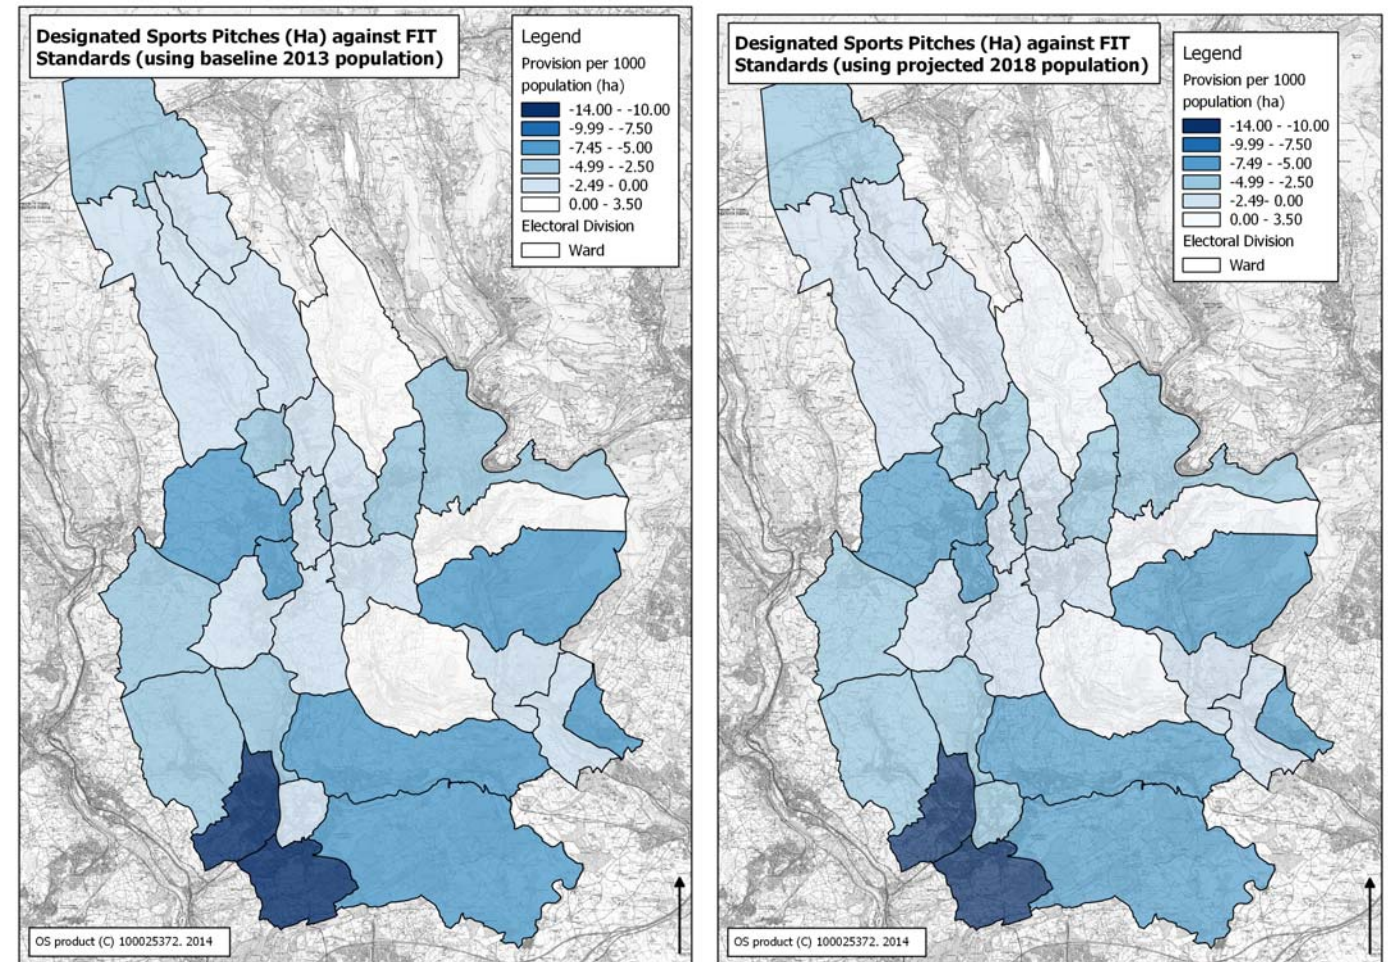 Designated Sports Pitches (Ha) against FIT
Standards (using baseline 2013 population)
Legend
Provision per 1000
population (ha)
-14.00 - -10.00
-9.99 - -7.50
-7.45 - -5.00
-4.99 - -2.50
-2.49 - 0.00
0.00 - 3.50
Electoral Division
Ward
OS product (C) 100025372. 2014
Designated Sports Pitches (Ha) against FIT
Standards (using projected 2018 population)
Legend
Provision per 1000
population (ha)
-14.00 - -10.00
-9.99 - -7.50
-7.49 - -5.00
-4.99 - -2.50
-2.49- 0.00
0.00 - 3.50
Electoral Division
Ward
OS product (C) 100025372. 2014